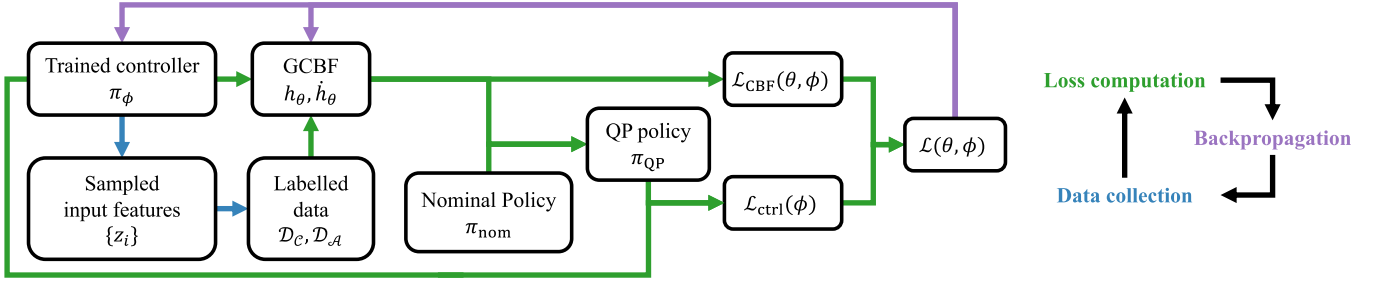 Trained controller
π_ϕ
GCBF
h_θ, ḣ_θ
Sampled
input features
{z_i}
Labelled
data
𝒟_𝒞, 𝒟_𝒜
Nominal Policy
π_nom
QP policy
π_QP
ℒ_CBF(θ, ϕ)
ℒ_ctrl(ϕ)
ℒ(θ, ϕ)
Loss computation
Backpropagation
Data collection